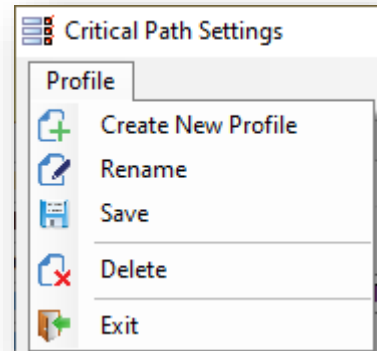 Critical Path Settings
Profile
Create New Profile
Rename
Save
Delete
Exit